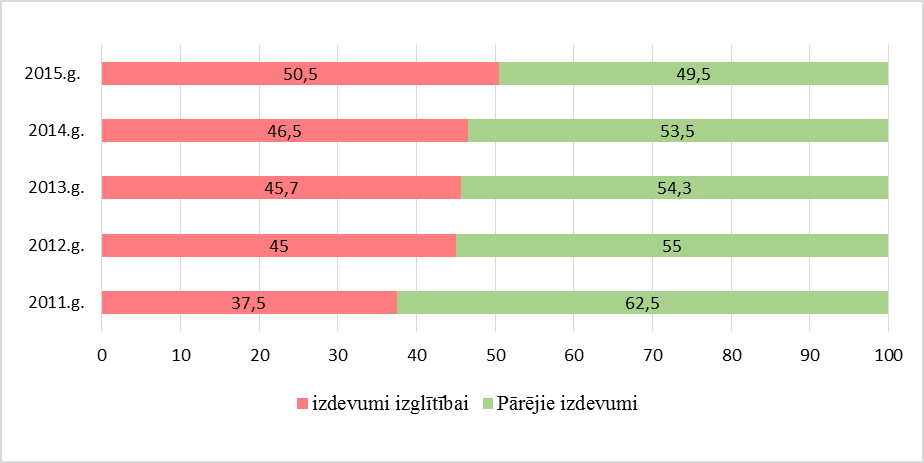 2015.g. 50,5 49,5
2014.g. 46,5 53,5
2013.g. 45,7 54,3
2012.g. 45 55
2011.g. 37,5 62,5
0 10 20 30 40 50 60 70 80 90 100
izdevumi izglītībai Pārējie izdevumi